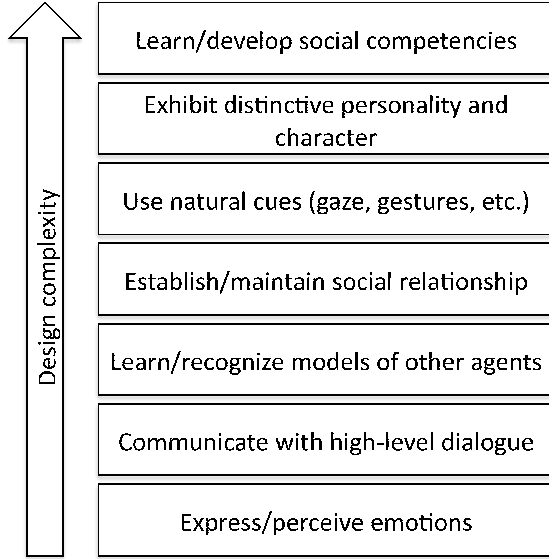 Learn/develop social competencies
Exhibit distinctive personality and
character
Use natural cues (gaze, gestures, etc.)
Establish/maintain social relationship
Learn/recognize models of other agents
Communicate with high-level dialogue
Express/perceive emotions
Design complexity